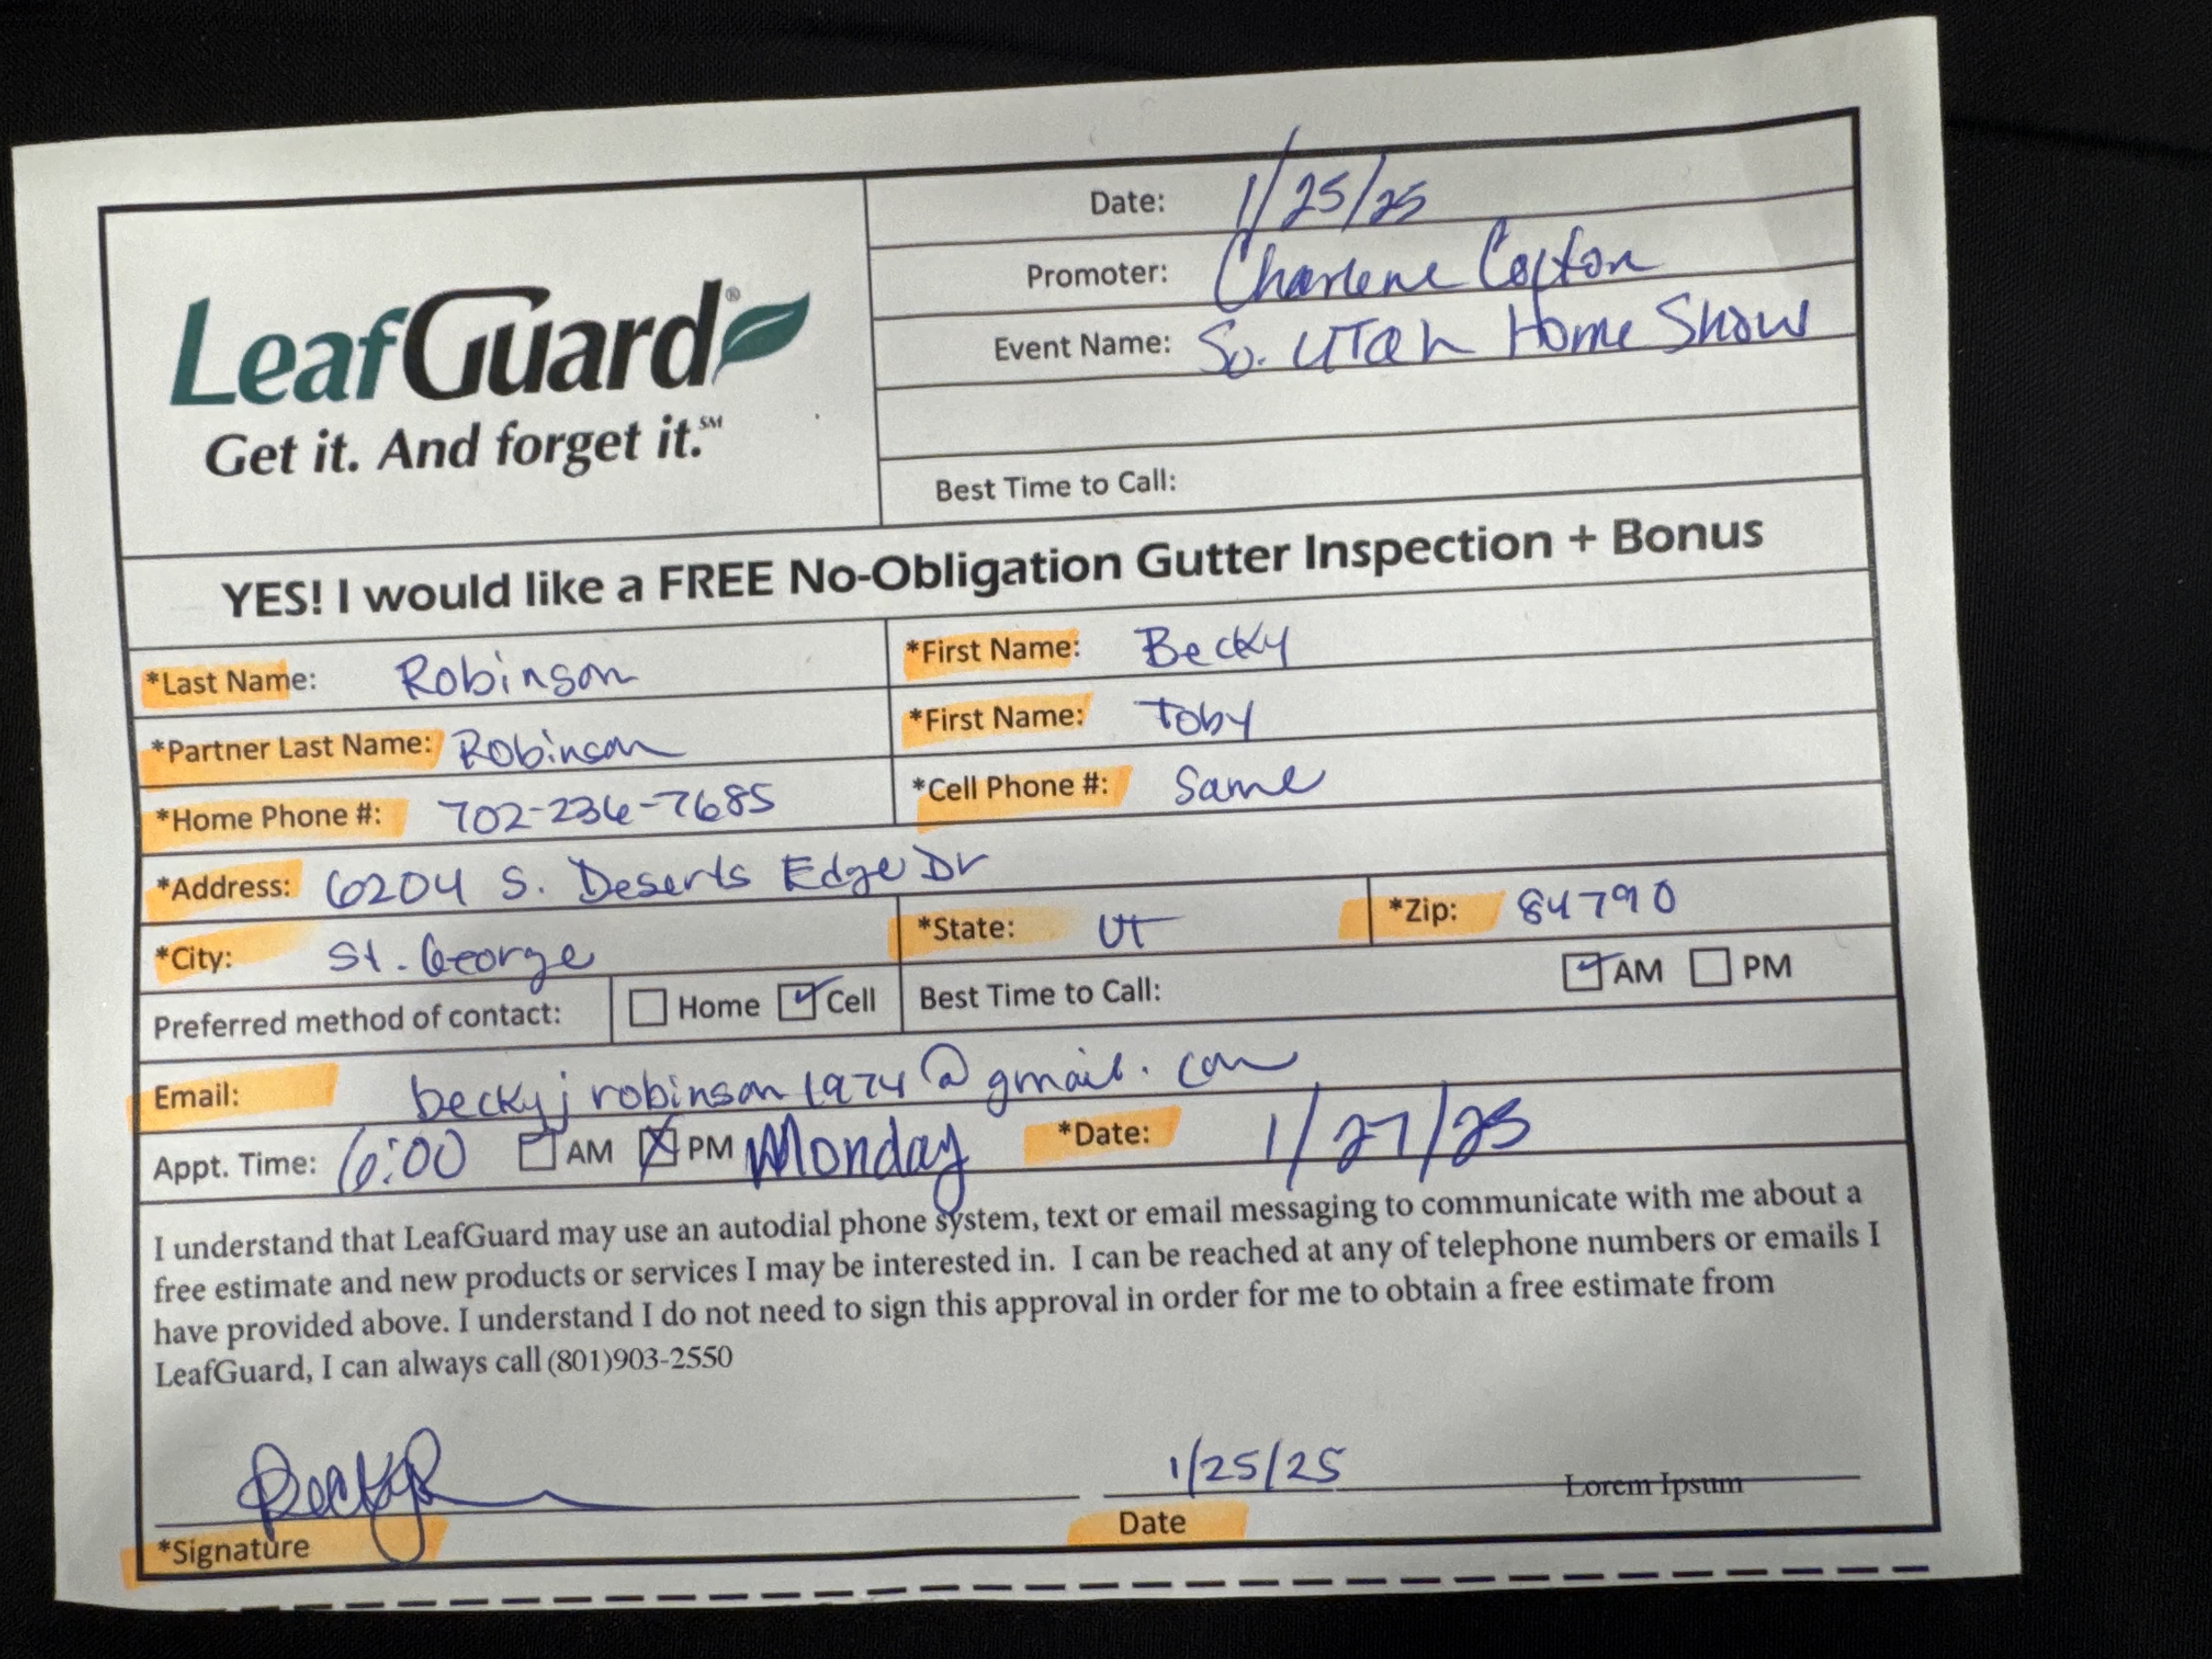 LeafGuard®
Get it. And forget it.℠
Date: 1/25/25
Promoter: Charlene Caxton
Event Name: So. UTah Home Show
Best Time to Call:
YES! I would like a FREE No-Obligation Gutter Inspection + Bonus
*Last Name: Robinson *First Name: Becky
*Partner Last Name: Robinson *First Name: Toby
*Home Phone #: 702-236-7685 *Cell Phone #: Same
*Address: 6204 S. Deserts Edge Dr
*City: St. George *State: UT *Zip: 84790
Preferred method of contact: Home Cell Best Time to Call: AM PM
Email: beckyjrobinson1974@gmail.com
Appt. Time: 6:00 AM PM Monday *Date: 1/27/25
I understand that LeafGuard may use an autodial phone system, text or email messaging to communicate with me about a
free estimate and new products or services I may be interested in. I can be reached at any of telephone numbers or emails I
have provided above. I understand I do not need to sign this approval in order for me to obtain a free estimate from
LeafGuard, I can always call (801)903-2550
1/25/25 Lorem Ipsum
*Signature Date